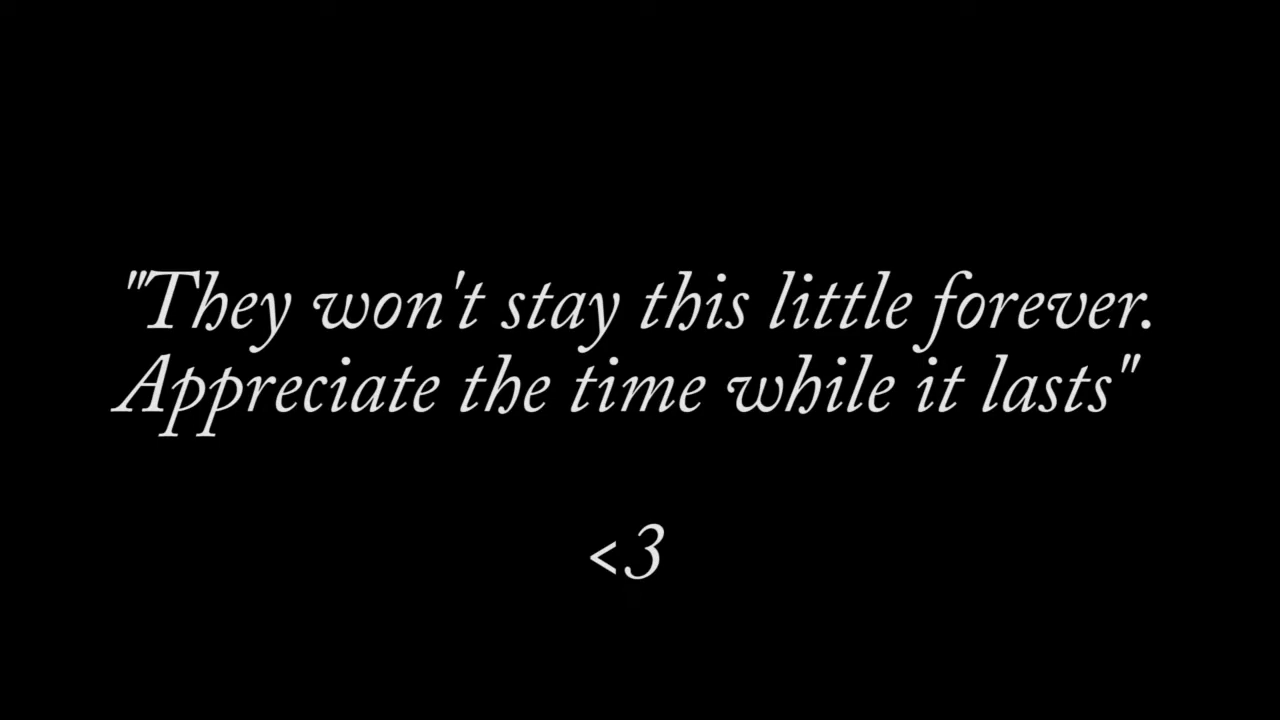 "They won't stay this little forever.
Appreciate the time while it lasts"
<3